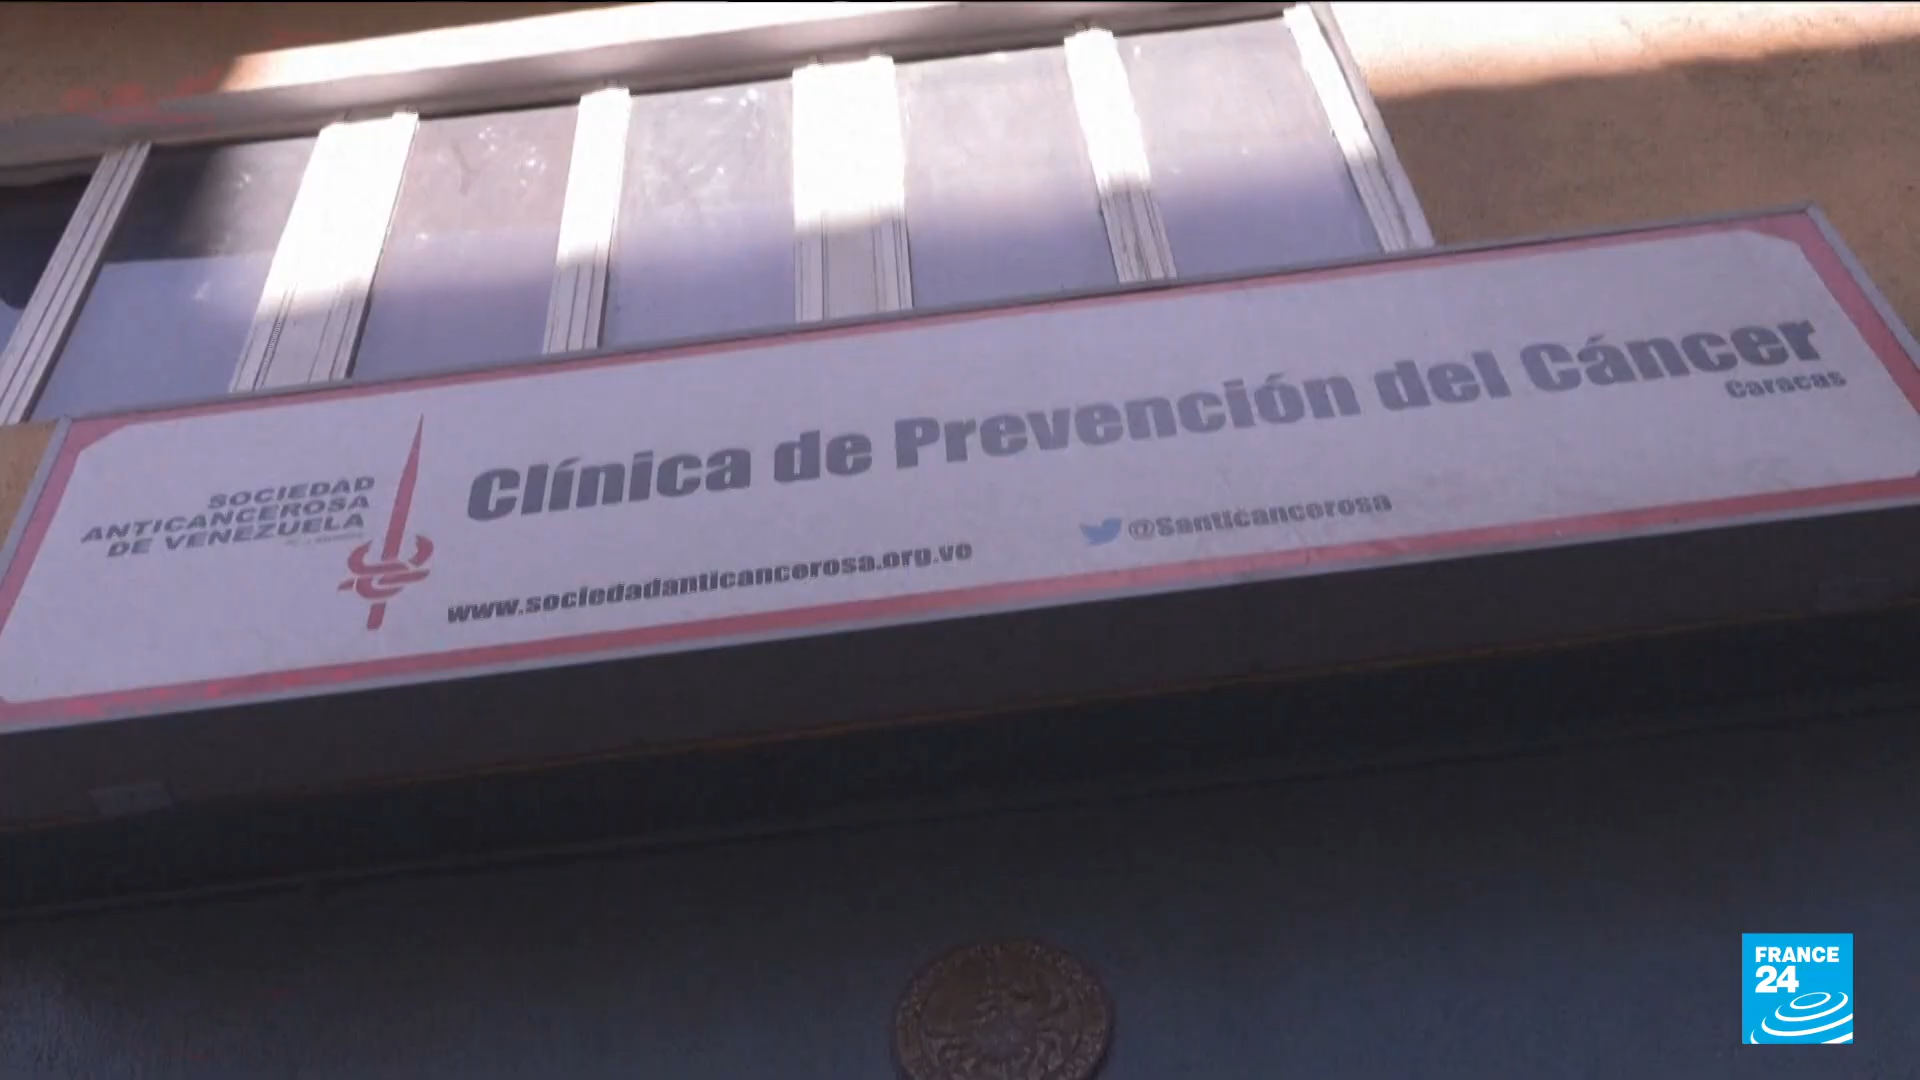 SOCIEDAD
ANTICANCEROSA
DE VENEZUELA
Clínica de Prevención del Cáncer
Caracas
www.sociedadanticancerosa.org.ve
@Santicancerosa
FRANCE
24